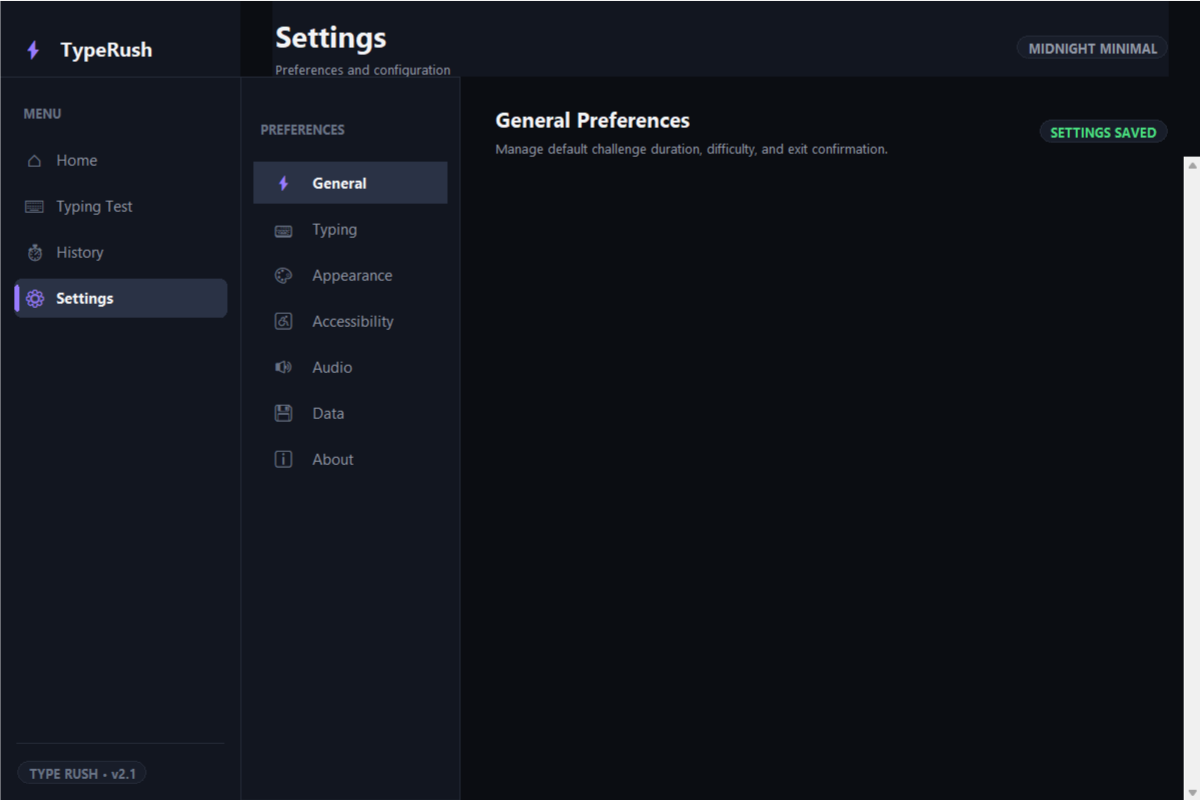 TypeRush
Settings
Preferences and configuration
MIDNIGHT MINIMAL
MENU
Home
Typing Test
History
Settings
TYPE RUSH • v2.1
PREFERENCES
General
Typing
Appearance
Accessibility
Audio
Data
About
General Preferences
Manage default challenge duration, difficulty, and exit confirmation.
SETTINGS SAVED